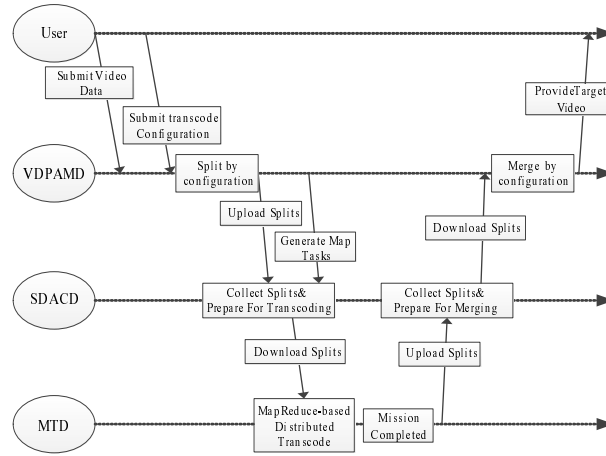 User
Submit Video
Data
Submit transcode
Configuration
ProvideTarget
Video
VDPAMD
Split by
configuration
Merge by
configuration
Upload Splits
Generate Map
Tasks
Download Splits
SDACD
Collect Splits&
Prepare For Transcoding
Collect Splits&
Prepare For Merging
Download Splits
Upload Splits
MTD
MapReduce-based
Distributed
Transcode
Mission
Completed